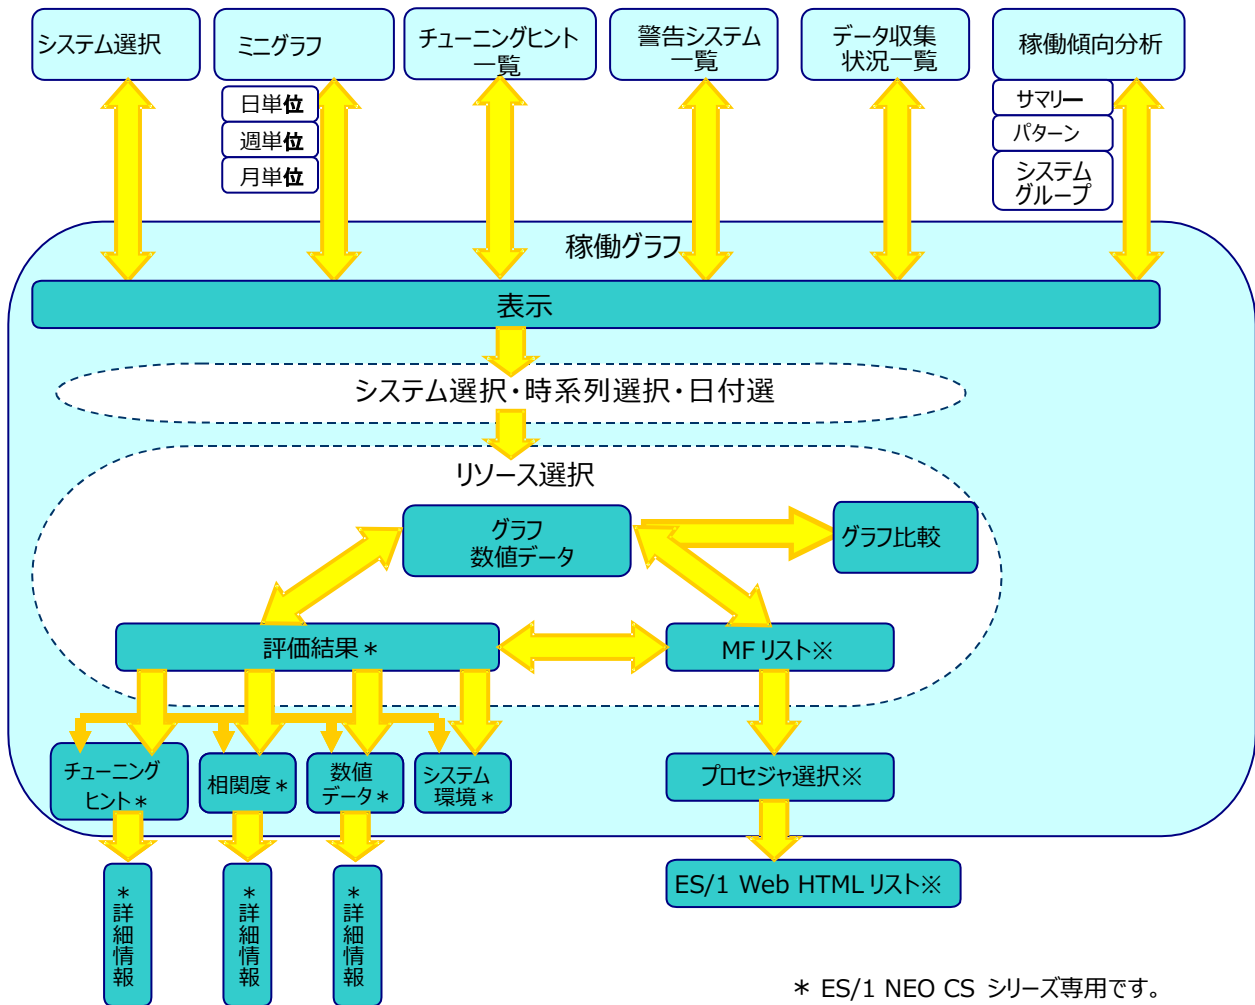 システム選択
ミニグラフ
チューニングヒント
一覧
警告システム
一覧
データ収集
状況一覧
稼働傾向分析
日単位
週単位
月単位
サマリー
パターン
システム
グループ
稼働グラフ
表示
システム選択・時系列選択・日付選
リソース選択
グラフ
数値データ
グラフ比較
評価結果＊
MFリスト※
チューニング
ヒント＊
相関度＊
数値
データ＊
システム
環境＊
プロセジャ選択※
＊詳細情報
＊詳細情報
＊詳細情報
ES/1 Web HTMLリスト※
＊ ES/1 NEO CS シリーズ専用です。